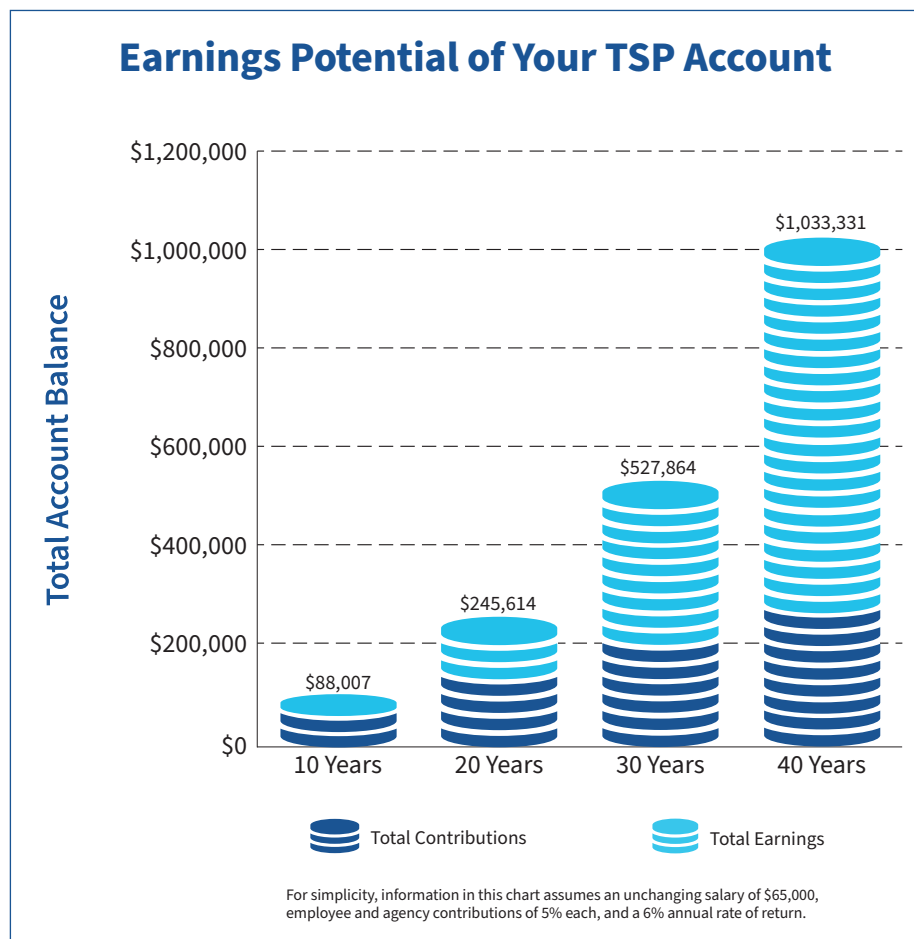 Earnings Potential of Your TSP Account
Total Account Balance
$1,200,000
$1,000,000
$800,000
$600,000
$400,000
$200,000
$0
$88,007
$245,614
$527,864
$1,033,331
10 Years
20 Years
30 Years
40 Years
Total Contributions
Total Earnings
For simplicity, information in this chart assumes an unchanging salary of $65,000,
employee and agency contributions of 5% each, and a 6% annual rate of return.